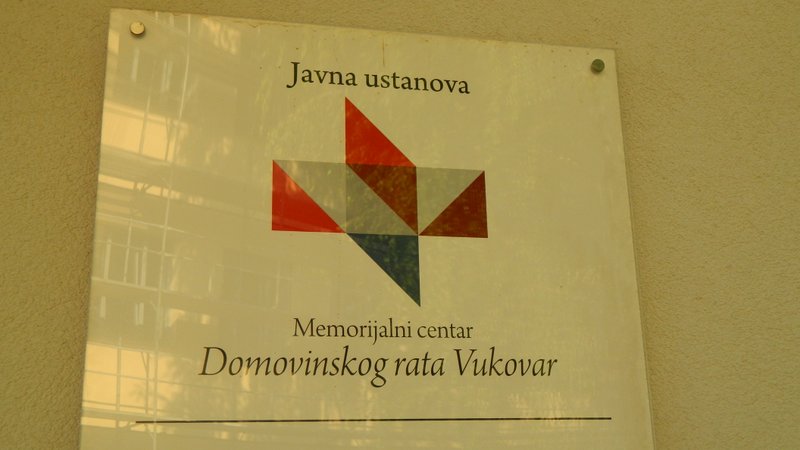 Javna ustanova
Memorijalni centar
Domovinskog rata Vukovar